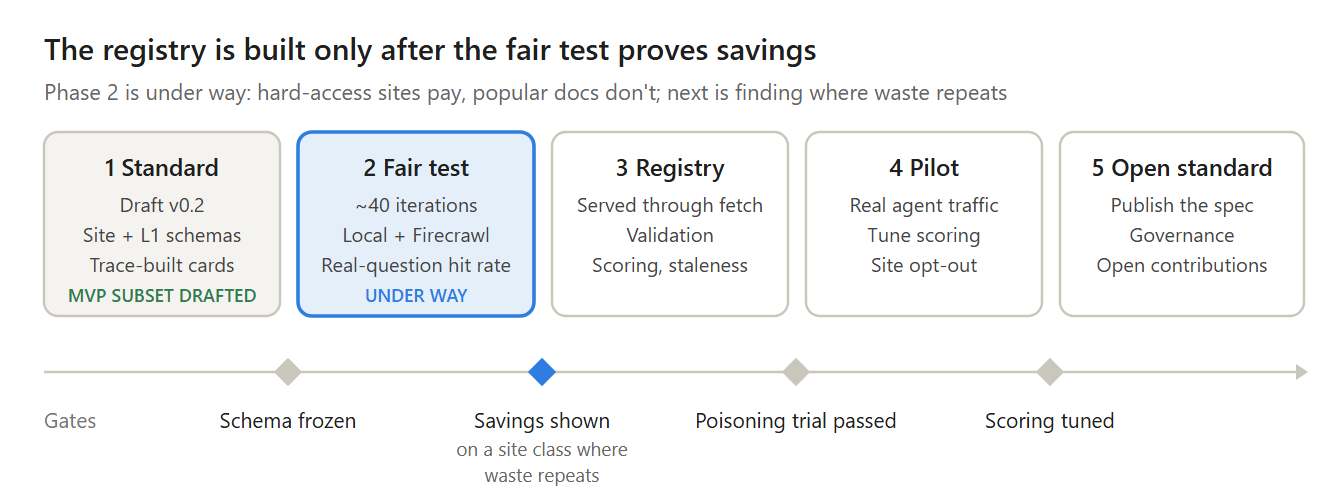 The registry is built only after the fair test proves savings
Phase 2 is under way: hard-access sites pay, popular docs don't; next is finding where waste repeats
1 Standard
Draft v0.2
Site + L1 schemas
Trace-built cards
MVP SUBSET DRAFTED
2 Fair test
~40 iterations
Local + Firecrawl
Real-question hit rate
UNDER WAY
3 Registry
Served through fetch
Validation
Scoring, staleness
4 Pilot
Real agent traffic
Tune scoring
Site opt-out
5 Open standard
Publish the spec
Governance
Open contributions
Gates
Schema frozen
Savings shown
on a site class where
waste repeats
Poisoning trial passed
Scoring tuned